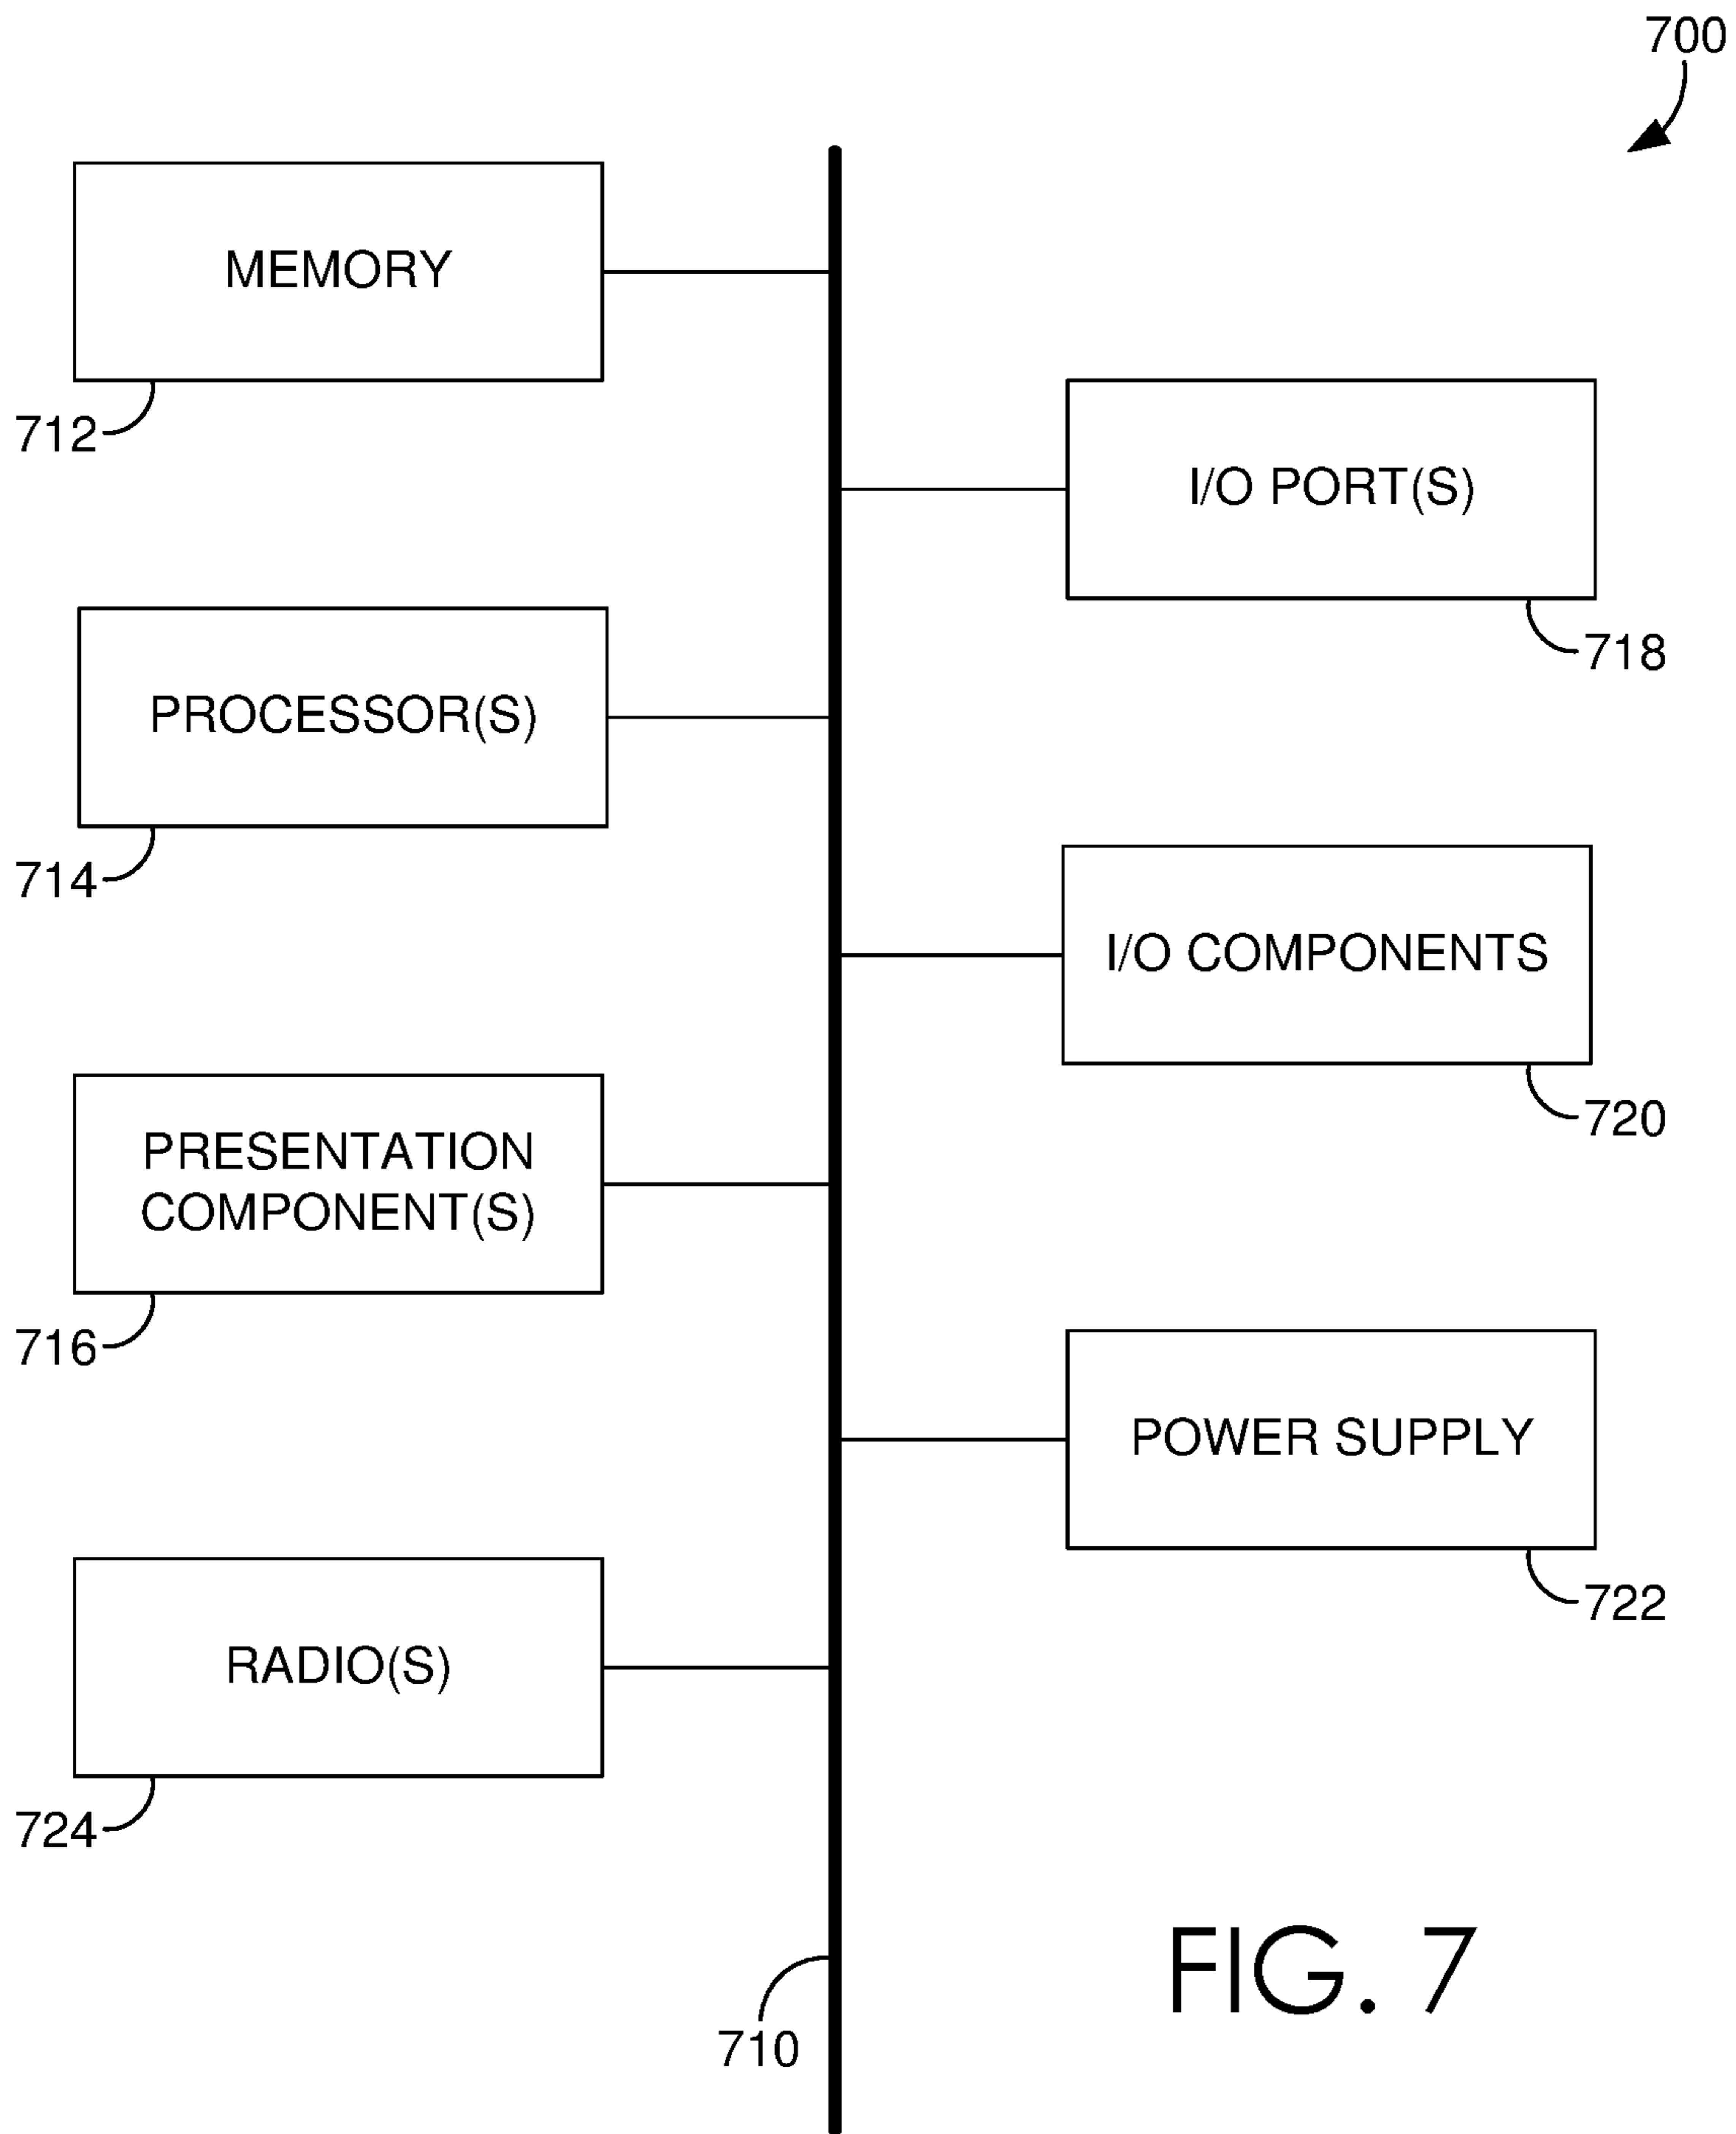 700
MEMORY
712
I/O PORT(S)
718
PROCESSOR(S)
714
I/O COMPONENTS
720
PRESENTATION
COMPONENT(S)
716
POWER SUPPLY
722
RADIO(S)
724
710
FIG. 7